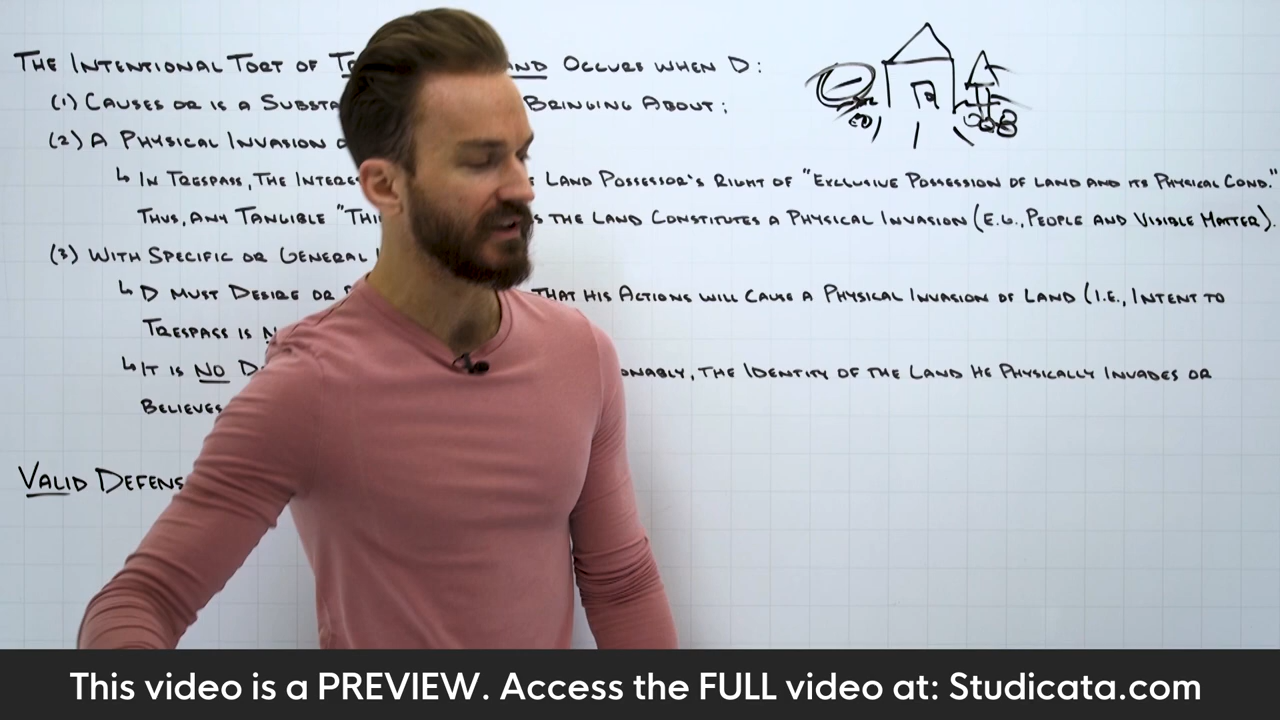 THE INTENTIONAL TORT OF AND OCCURS WHEN D:
(1) CAUSES OR IS A BRINGING ABOUT;
(2) A PHYSICAL INVASION
↳ IN TRESPASS, THE LAND POSSESSOR'S RIGHT OF "EXCLUSIVE POSSESSION OF LAND AND ITS PHYSICAL COND."
THUS, ANY TANGIBLE THE LAND CONSTITUTES A PHYSICAL INVASION (E.G., PEOPLE AND VISIBLE MATTER).
(3) WITH SPECIFIC OR GENERAL
↳ D MUST DESIRE OR THAT HIS ACTIONS WILL CAUSE A PHYSICAL INVASION OF LAND (I.E., INTENT TO
TRESPASS IS
↳ IT IS NO THE IDENTITY OF THE LAND HE PHYSICALLY INVADES OR
BELIEVES
VALID DEFENS
This video is a PREVIEW. Access the FULL video at: Studicata.com